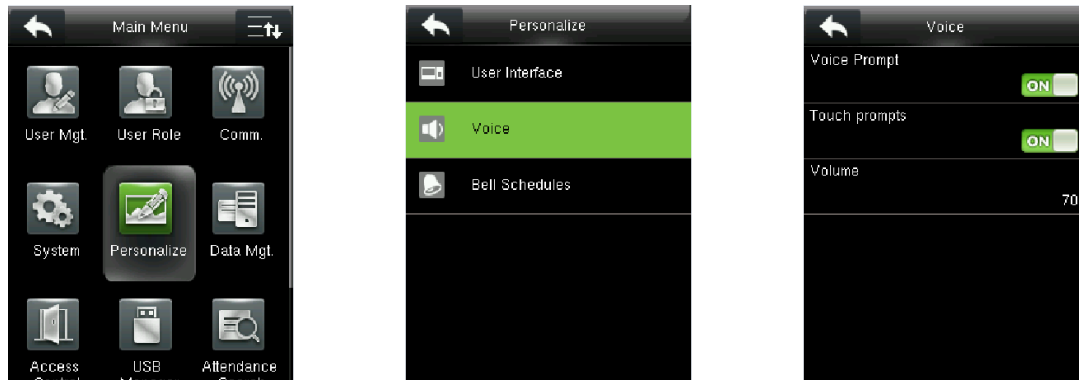 Main Menu
User Mgt.
User Role
Comm.
System
Personalize
Data Mgt.
Access
USB
Attendance
Personalize
User Interface
Voice
Bell Schedules
Voice
Voice Prompt
ON
Touch prompts
ON
Volume
70